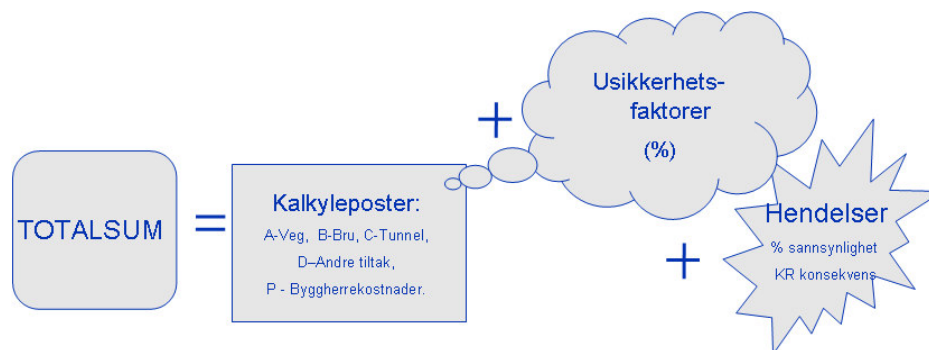 TOTALSUM
=
Kalkyleposter:
A-Veg, B-Bru, C-Tunnel,
D–Andre tiltak,
P - Byggherrekostnader.
+
Usikkerhets-
faktorer
(%)
+
Hendelser
% sannsynlighet
KR konsekvens